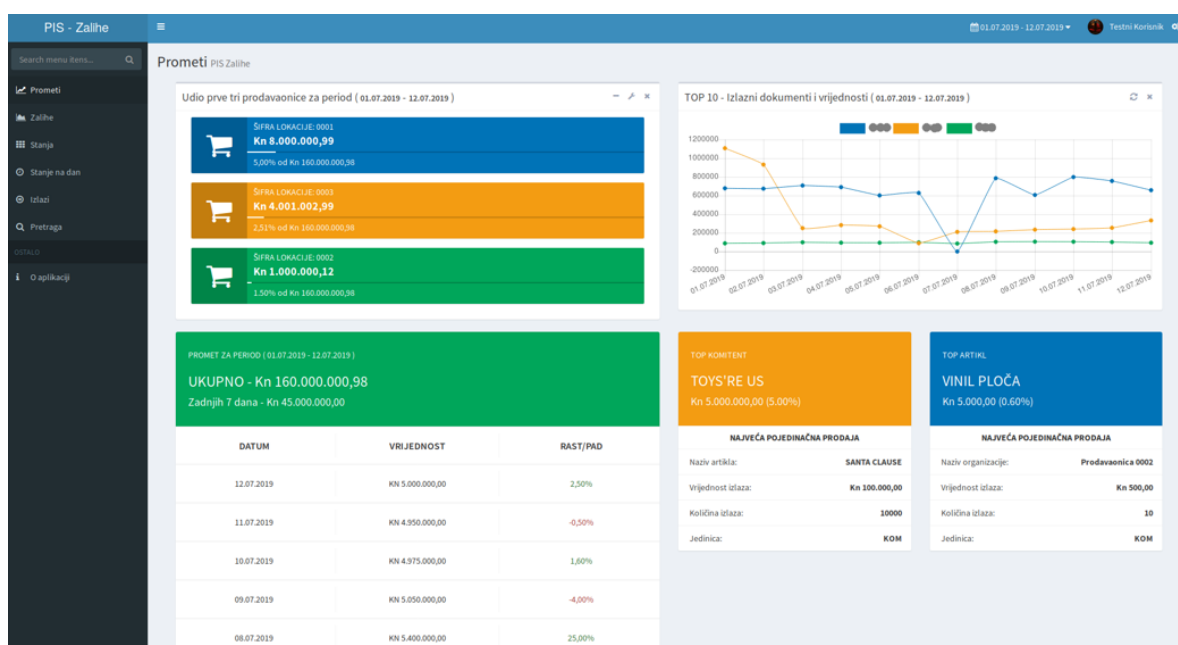 PIS - Zalihe
01.07.2019 - 12.07.2019
Testni Korisnik
Search menu itens...
Prometi
Zalihe
Stanja
Stanje na dan
Izlazi
Pretraga
OSTALO
O aplikaciji
Prometi PIS Zalihe
Udio prve tri prodavaonice za period ( 01.07.2019 - 12.07.2019 )
ŠIFRA LOKACIJE: 0001
Kn 8.000.000,99
5,00% od Kn 160.000.000,98
ŠIFRA LOKACIJE: 0003
Kn 4.001.002,99
2,51% od Kn 160.000.000,98
ŠIFRA LOKACIJE: 0002
Kn 1.000.000,12
1.50% od Kn 160.000.000,98
TOP 10 - Izlazni dokumenti i vrijednosti ( 01.07.2019 - 12.07.2019 )
1200000
1000000
800000
600000
400000
200000
0
-200000
01.07.2019 02.07.2019 03.07.2019 04.07.2019 05.07.2019 06.07.2019 07.07.2019 08.07.2019 09.07.2019 10.07.2019 11.07.2019 12.07.2019
PROMET ZA PERIOD ( 01.07.2019 - 12.07.2019 )
UKUPNO - Kn 160.000.000,98
Zadnjih 7 dana - Kn 45.000.000,00
DATUM VRIJEDNOST RAST/PAD
12.07.2019 KN 5.000.000,00 2,50%
11.07.2019 KN 4.950.000,00 -0,50%
10.07.2019 KN 4.975.000,00 1,60%
09.07.2019 KN 5.050.000,00 -4,00%
08.07.2019 KN 5.400.000,00 25,00%
TOP KOMITENT
TOYS'RE US
Kn 5.000.000,00 (5.00%)
NAJVEĆA POJEDINAČNA PRODAJA
Naziv artikla: SANTA CLAUSE
Vrijednost izlaza: Kn 100.000,00
Količina izlaza: 10000
Jedinica: KOM
TOP ARTIKL
VINIL PLOČA
Kn 5.000,00 (0.60%)
NAJVEĆA POJEDINAČNA PRODAJA
Naziv organizacije: Prodavaonica 0002
Vrijednost izlaza: Kn 500,00
Količina izlaza: 10
Jedinica: KOM